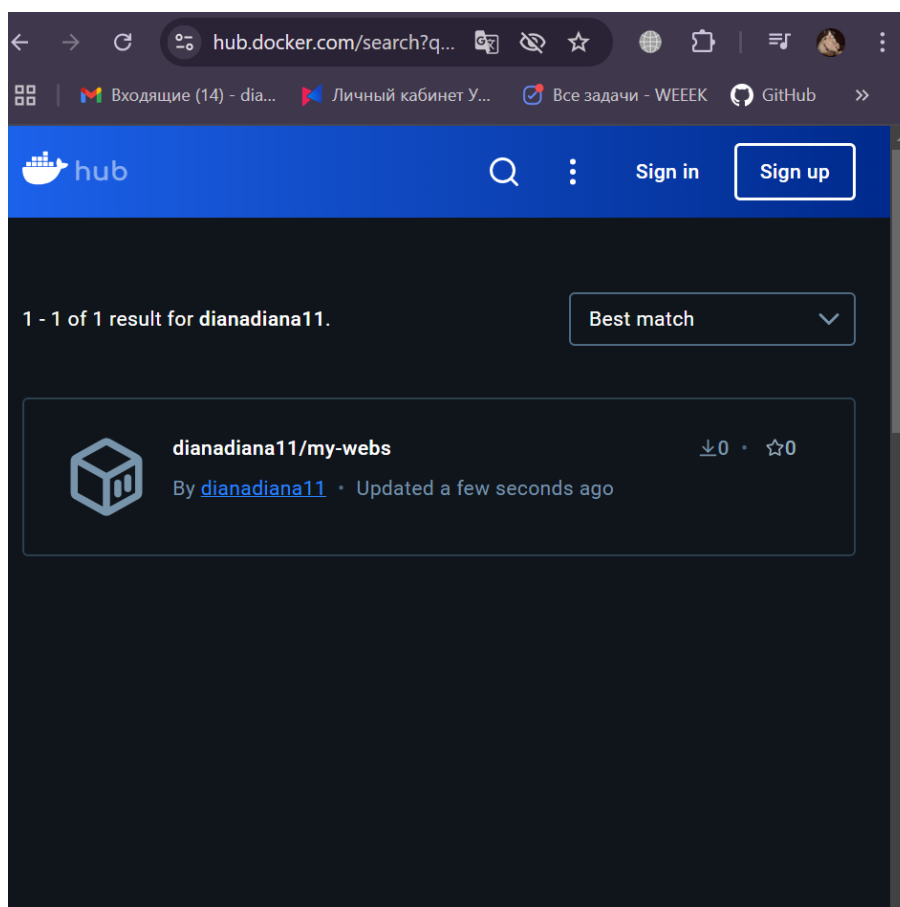 hub.docker.com/search?q...
Входящие (14) - dia...
Личный кабинет У...
Все задачи - WEEEK
GitHub
hub
Sign in
Sign up
1 - 1 of 1 result for dianadiana11.
Best match
dianadiana11/my-webs
0 • 0
By dianadiana11 • Updated a few seconds ago